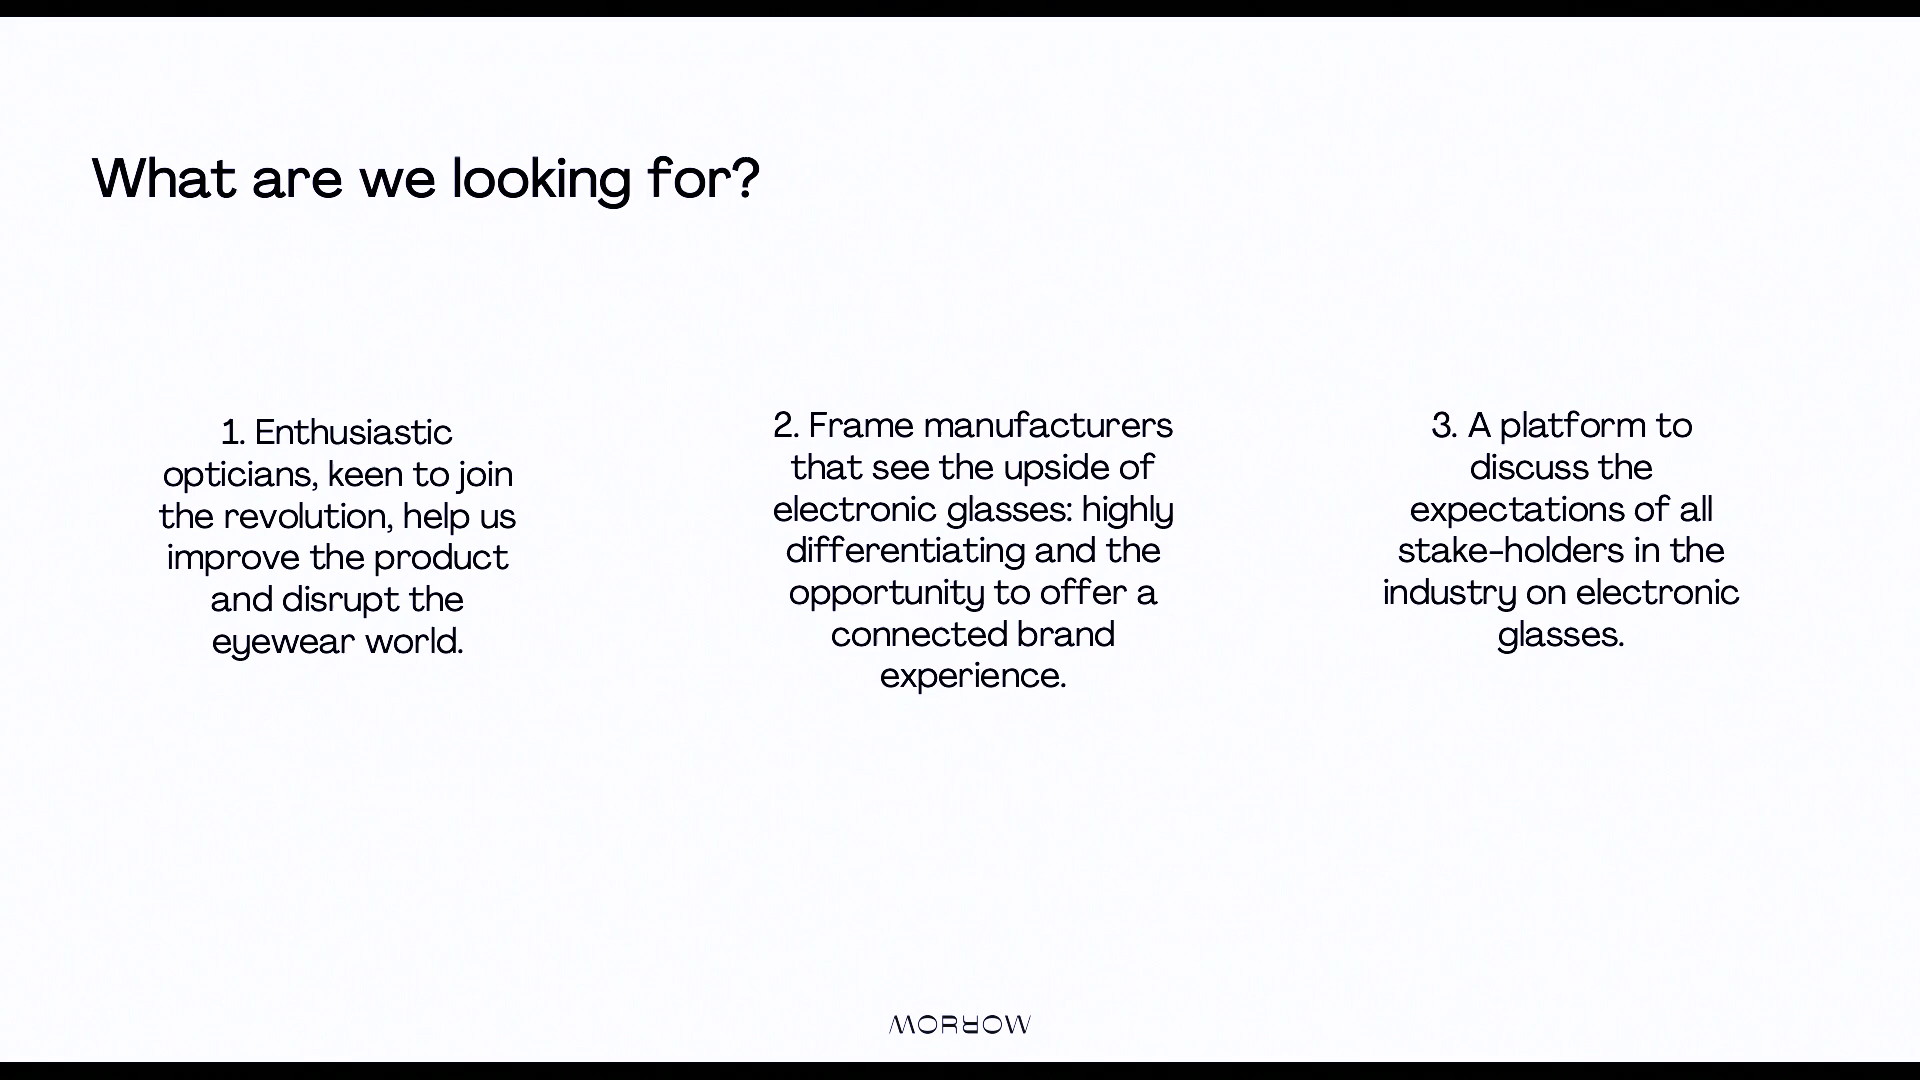 What are we looking for?
1. Enthusiastic
opticians, keen to join
the revolution, help us
improve the product
and disrupt the
eyewear world.
2. Frame manufacturers
that see the upside of
electronic glasses: highly
differentiating and the
opportunity to offer a
connected brand
experience.
3. A platform to
discuss the
expectations of all
stake-holders in the
industry on electronic
glasses.
MORROW